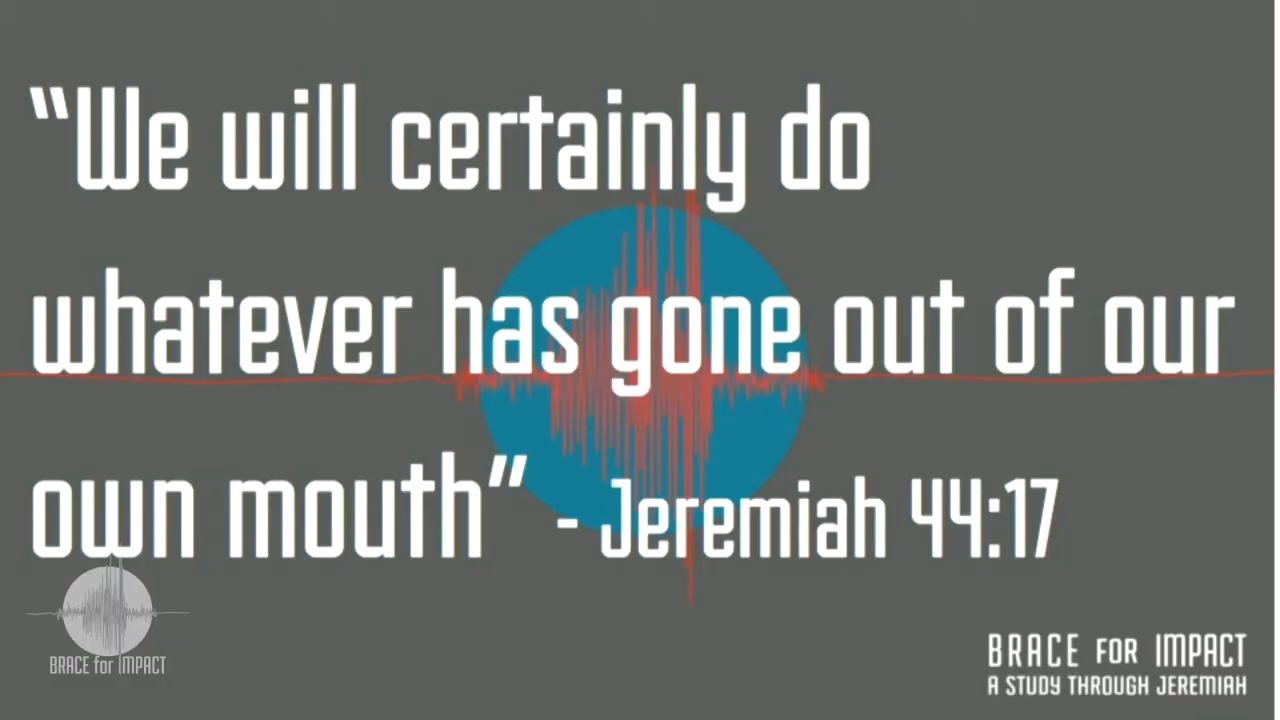 “We will certainly do
whatever has gone out of our
own mouth” - Jeremiah 44:17
BRACE for IMPACT
BRACE FOR IMPACT
A STUDY THROUGH JEREMIAH